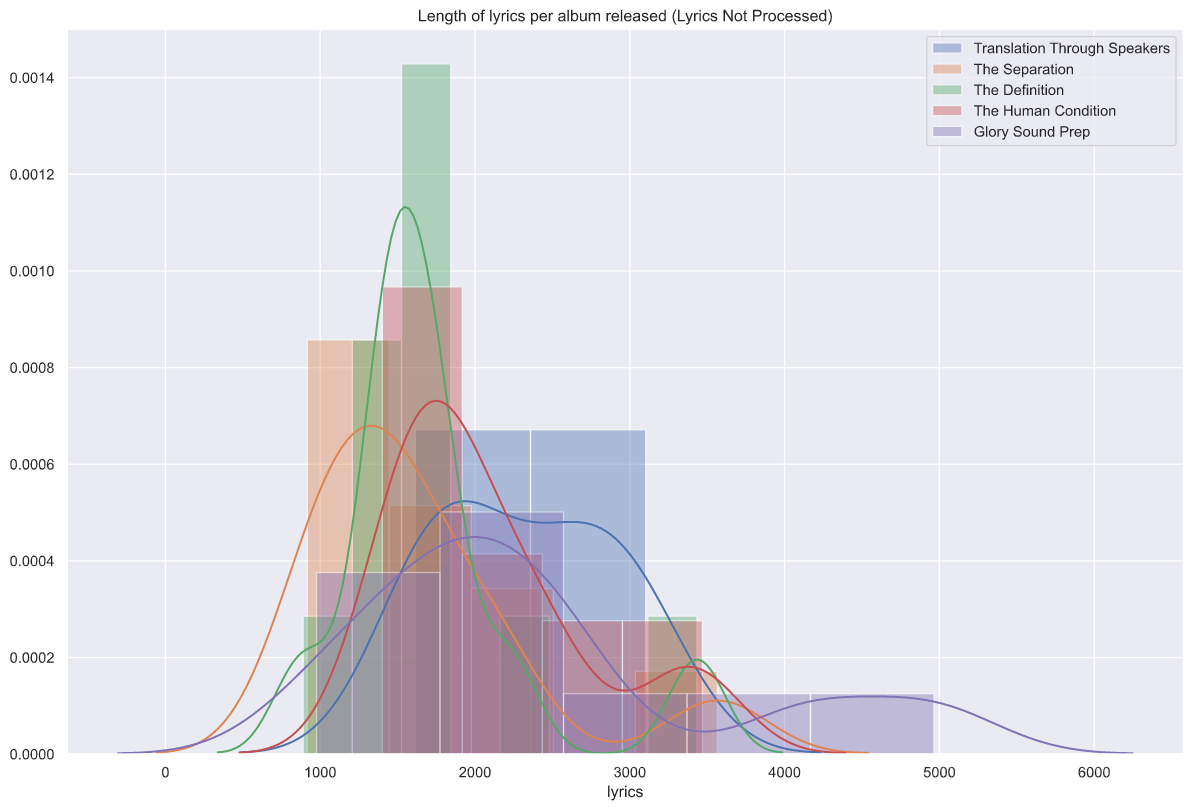 Length of lyrics per album released (Lyrics Not Processed)
Translation Through Speakers
The Separation
The Definition
The Human Condition
Glory Sound Prep
0.0014
0.0012
0.0010
0.0008
0.0006
0.0004
0.0002
0.0000
0 1000 2000 3000 4000 5000 6000
lyrics